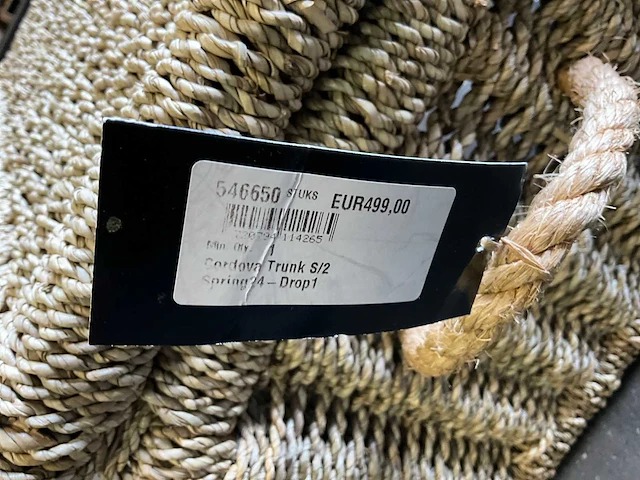 546650 STUKS EUR499,00
Min. Qty. 1
Cordova Trunk S/2
Spring24-Drop1